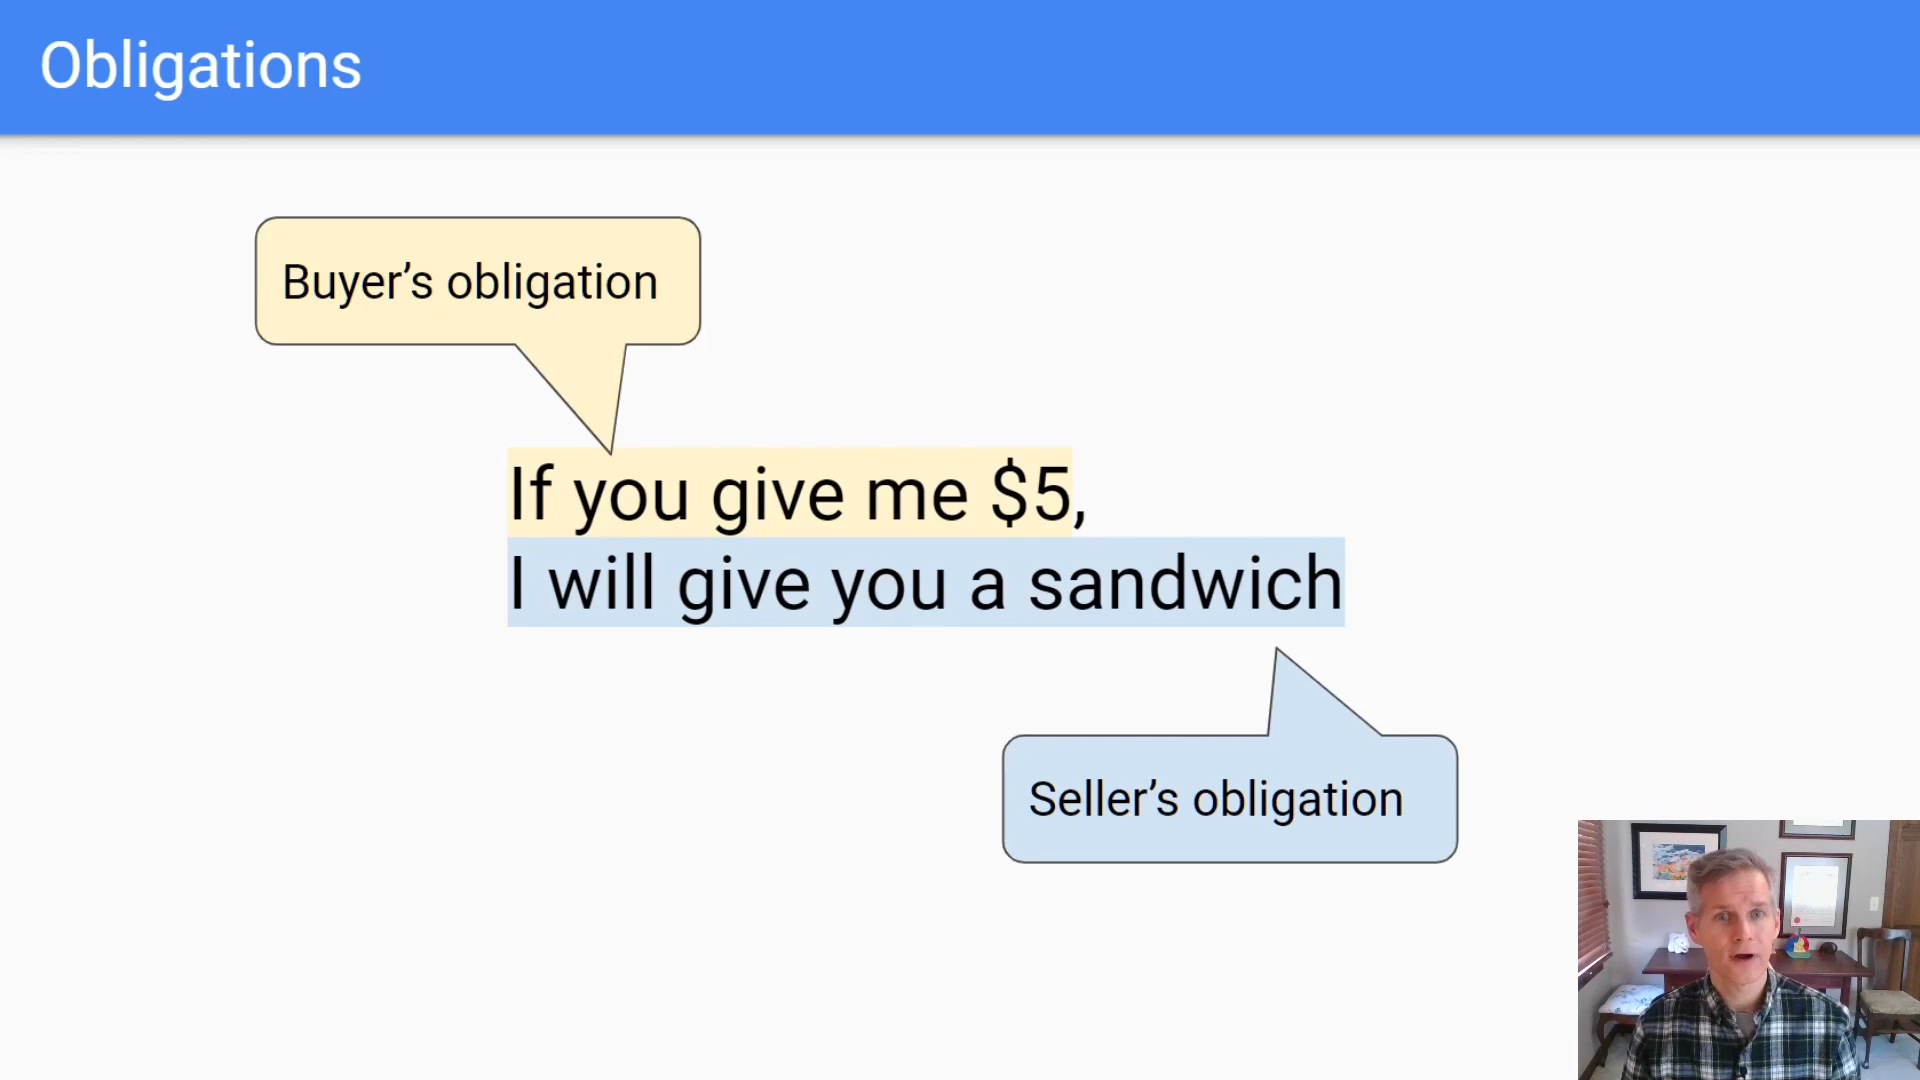 Obligations
Buyer’s obligation
If you give me $5,
I will give you a sandwich
Seller’s obligation